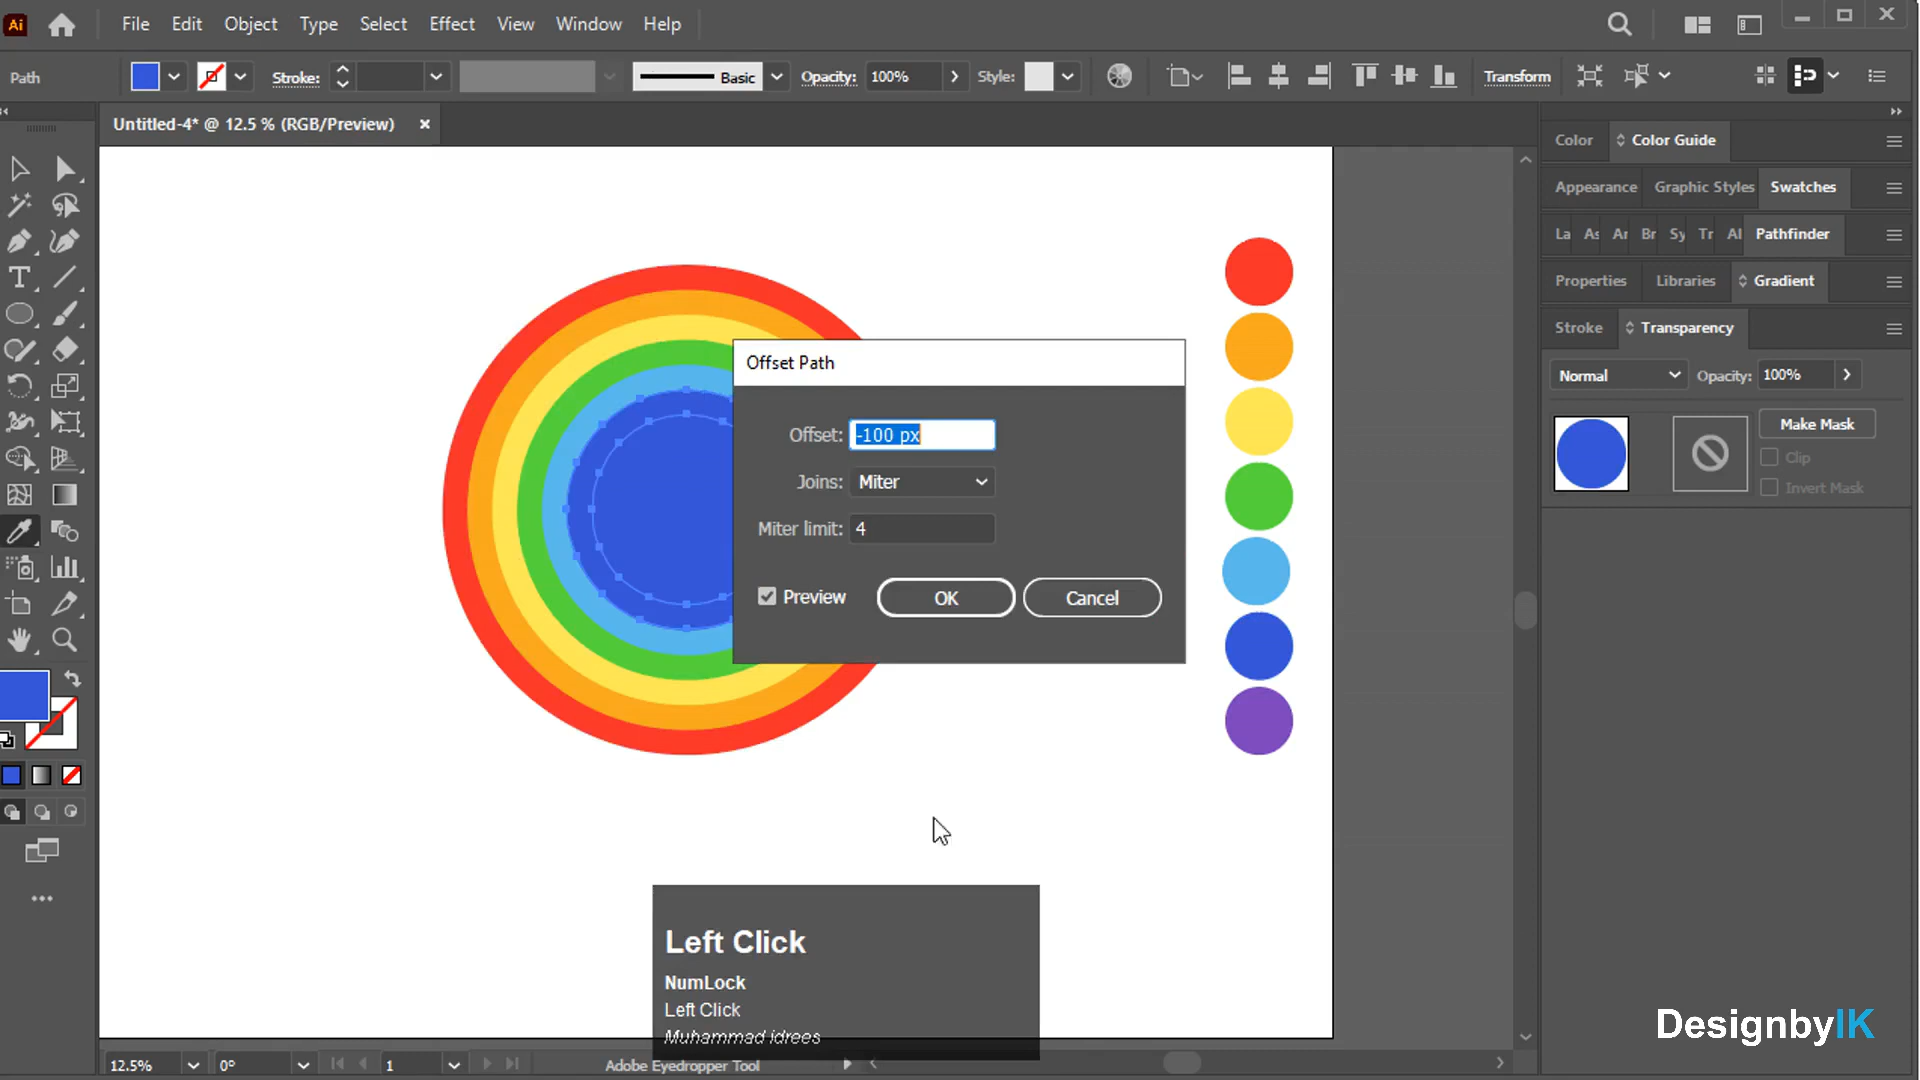 Ai File Edit Object Type Select Effect View Window Help
Path Stroke: Basic Opacity: 100% Style: Transform
Untitled-4* @ 12.5 % (RGB/Preview) ×
Color Color Guide
Appearance Graphic Styles Swatches
La As Ar Br Sy Tr Al Pathfinder
Properties Libraries Gradient
Stroke Transparency
Normal Opacity: 100%
Make Mask
Clip
Invert Mask
Offset Path
Offset: -100 px
Joins: Miter
Miter limit: 4
Preview OK Cancel
Left Click
NumLock
Left Click
Muhammad idrees
DesignbyIK
12.5% 0° 1 Adobe Eyedropper Tool